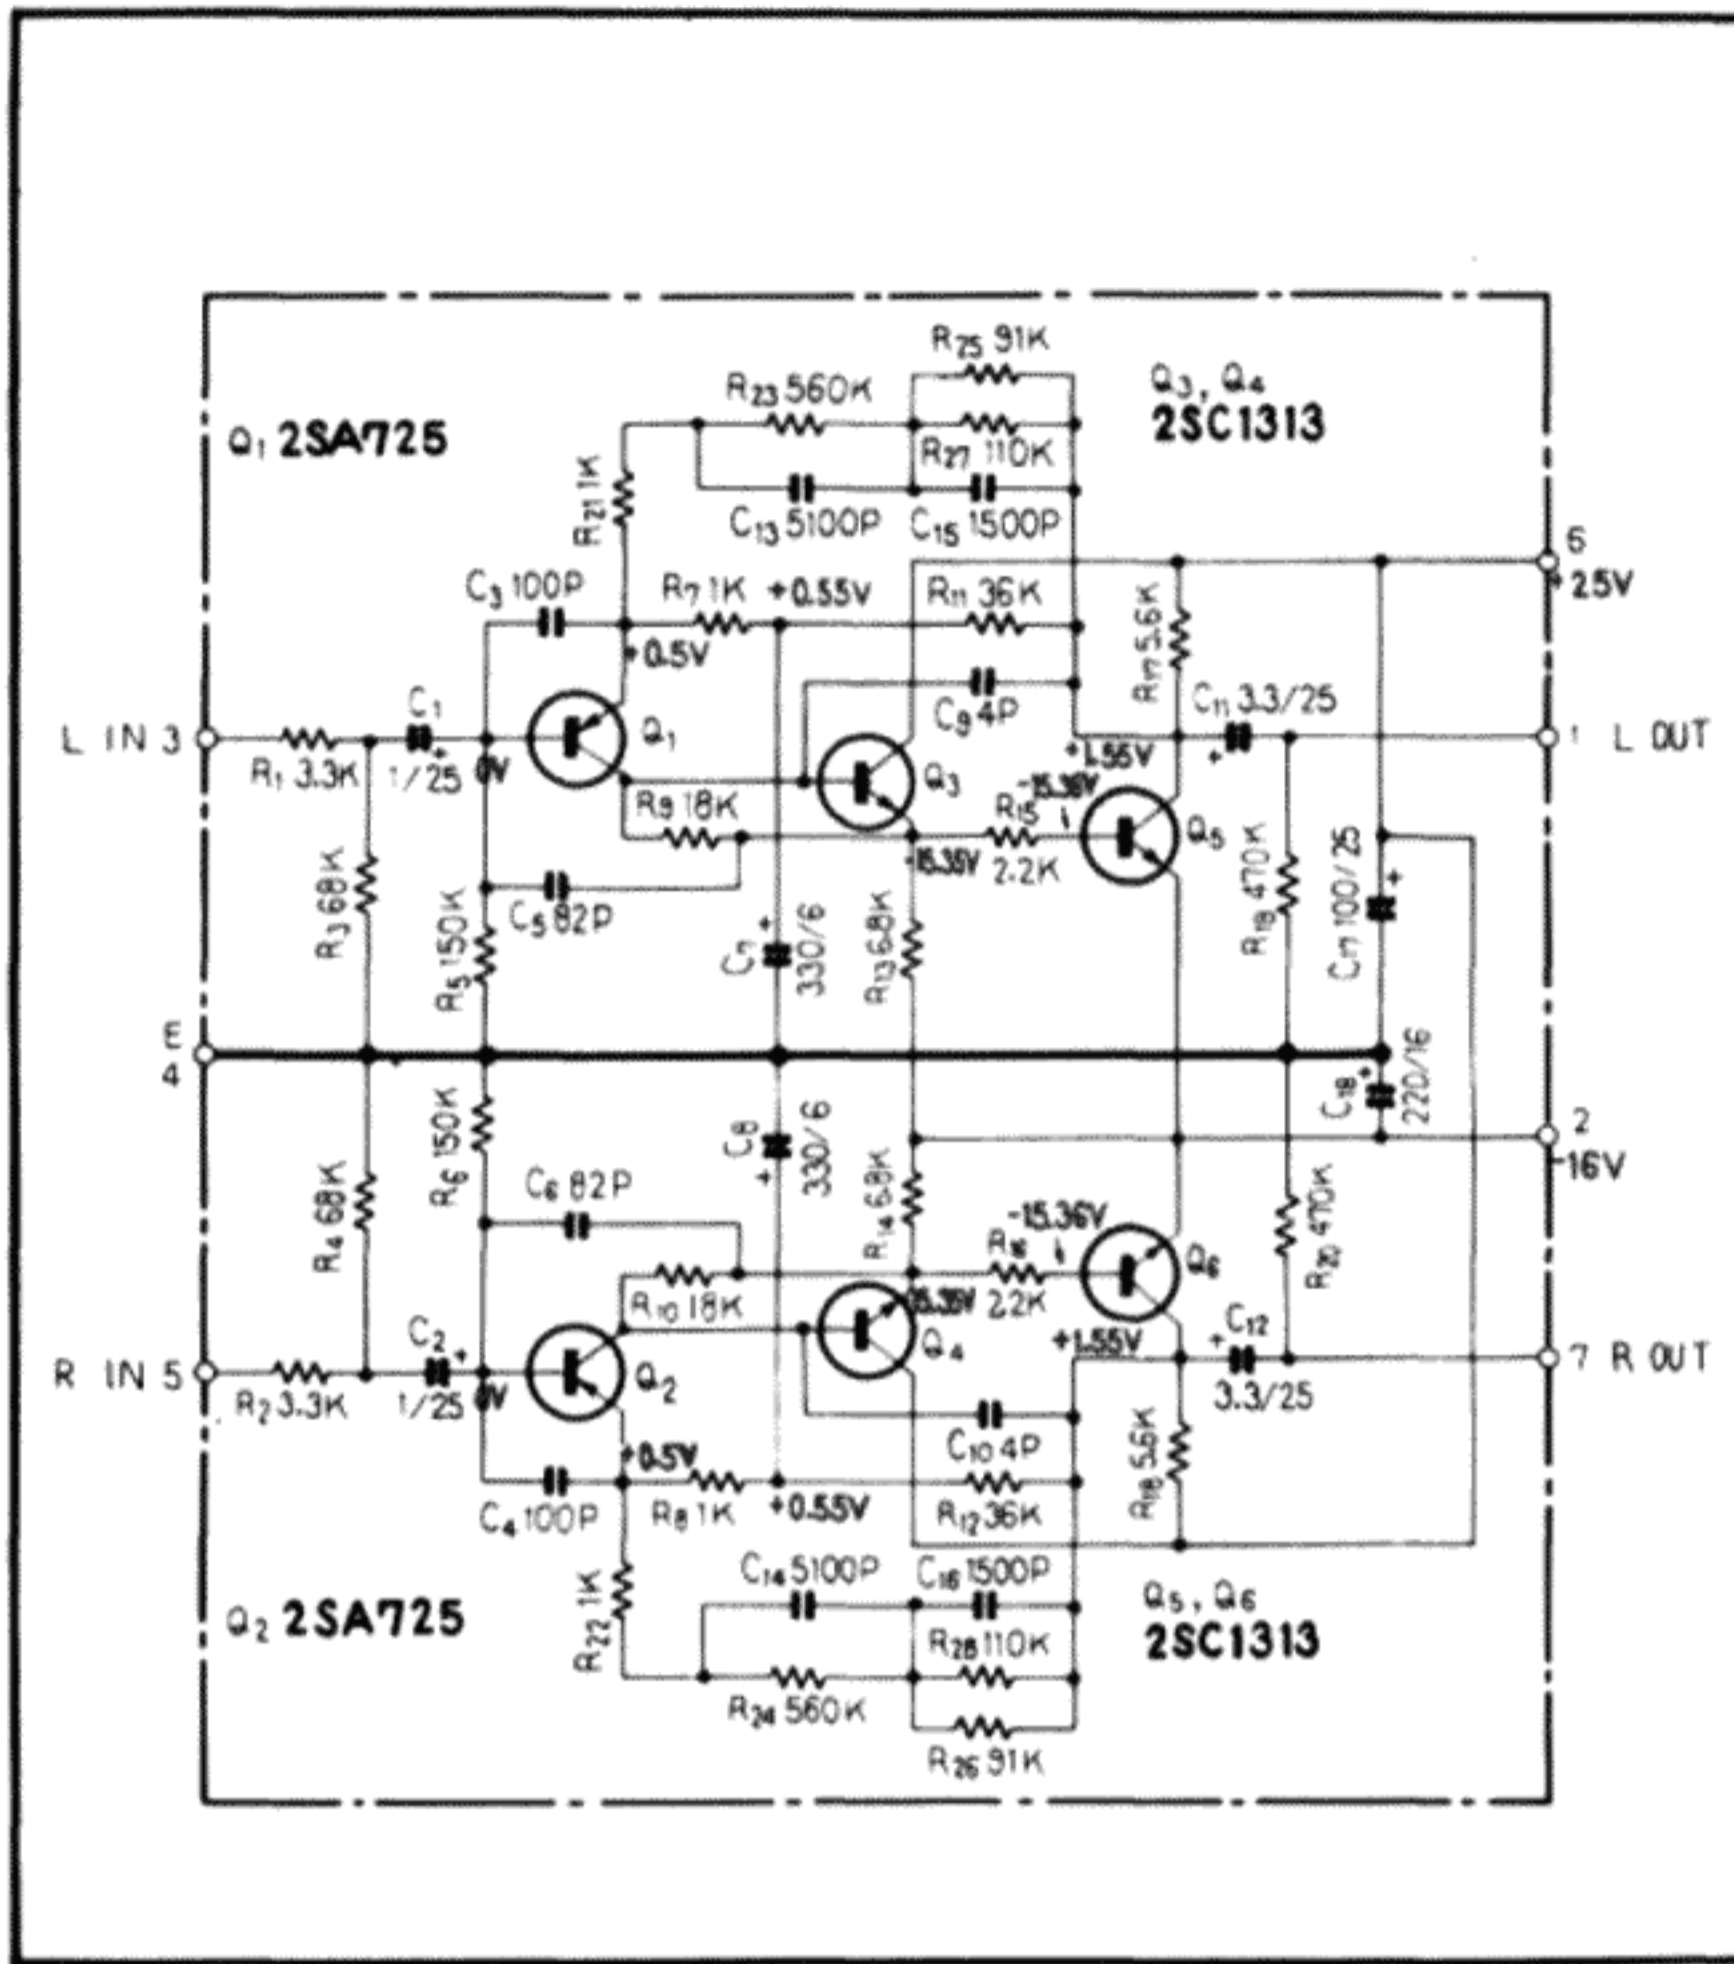 R25 91K
R23 560K
Q3, Q4
2SC1313
Q1 2SA725
R27 110K
R21 1K
C13 5100P
C15 1500P
6
+25V
C3 100P
R7 1K
+0.55V
R11 36K
R17 5.6K
+0.5V
C9 4P
C11 3.3/25
C1
L IN 3
Q1
1 L OUT
+1.55V
R1 3.3K
1/25
0V
Q3
-15.36V
R15
R9 18K
Q5
-15.35V
2.2K
R3 68K
R5 150K
C5 82P
C7
330/6
R13 6.8K
R19 470K
C17 100/25
E
4
R6 150K
C8
330/6
C18
220/16
2
-16V
R4 68K
C6 82P
R14 6.8K
-15.36V
R16
Q6
R20 470K
R10 18K
2.2K
C2
Q4
+1.55V
C12
R IN 5
7 R OUT
R2 3.3K
1/25
0V
Q2
3.3/25
C10 4P
R18 5.6K
+0.5V
C4 100P
R8 1K
+0.55V
R12 36K
C14 5100P
C16 1500P
R22 1K
Q5, Q6
2SC1313
Q2 2SA725
R28 110K
R24 560K
R26 91K